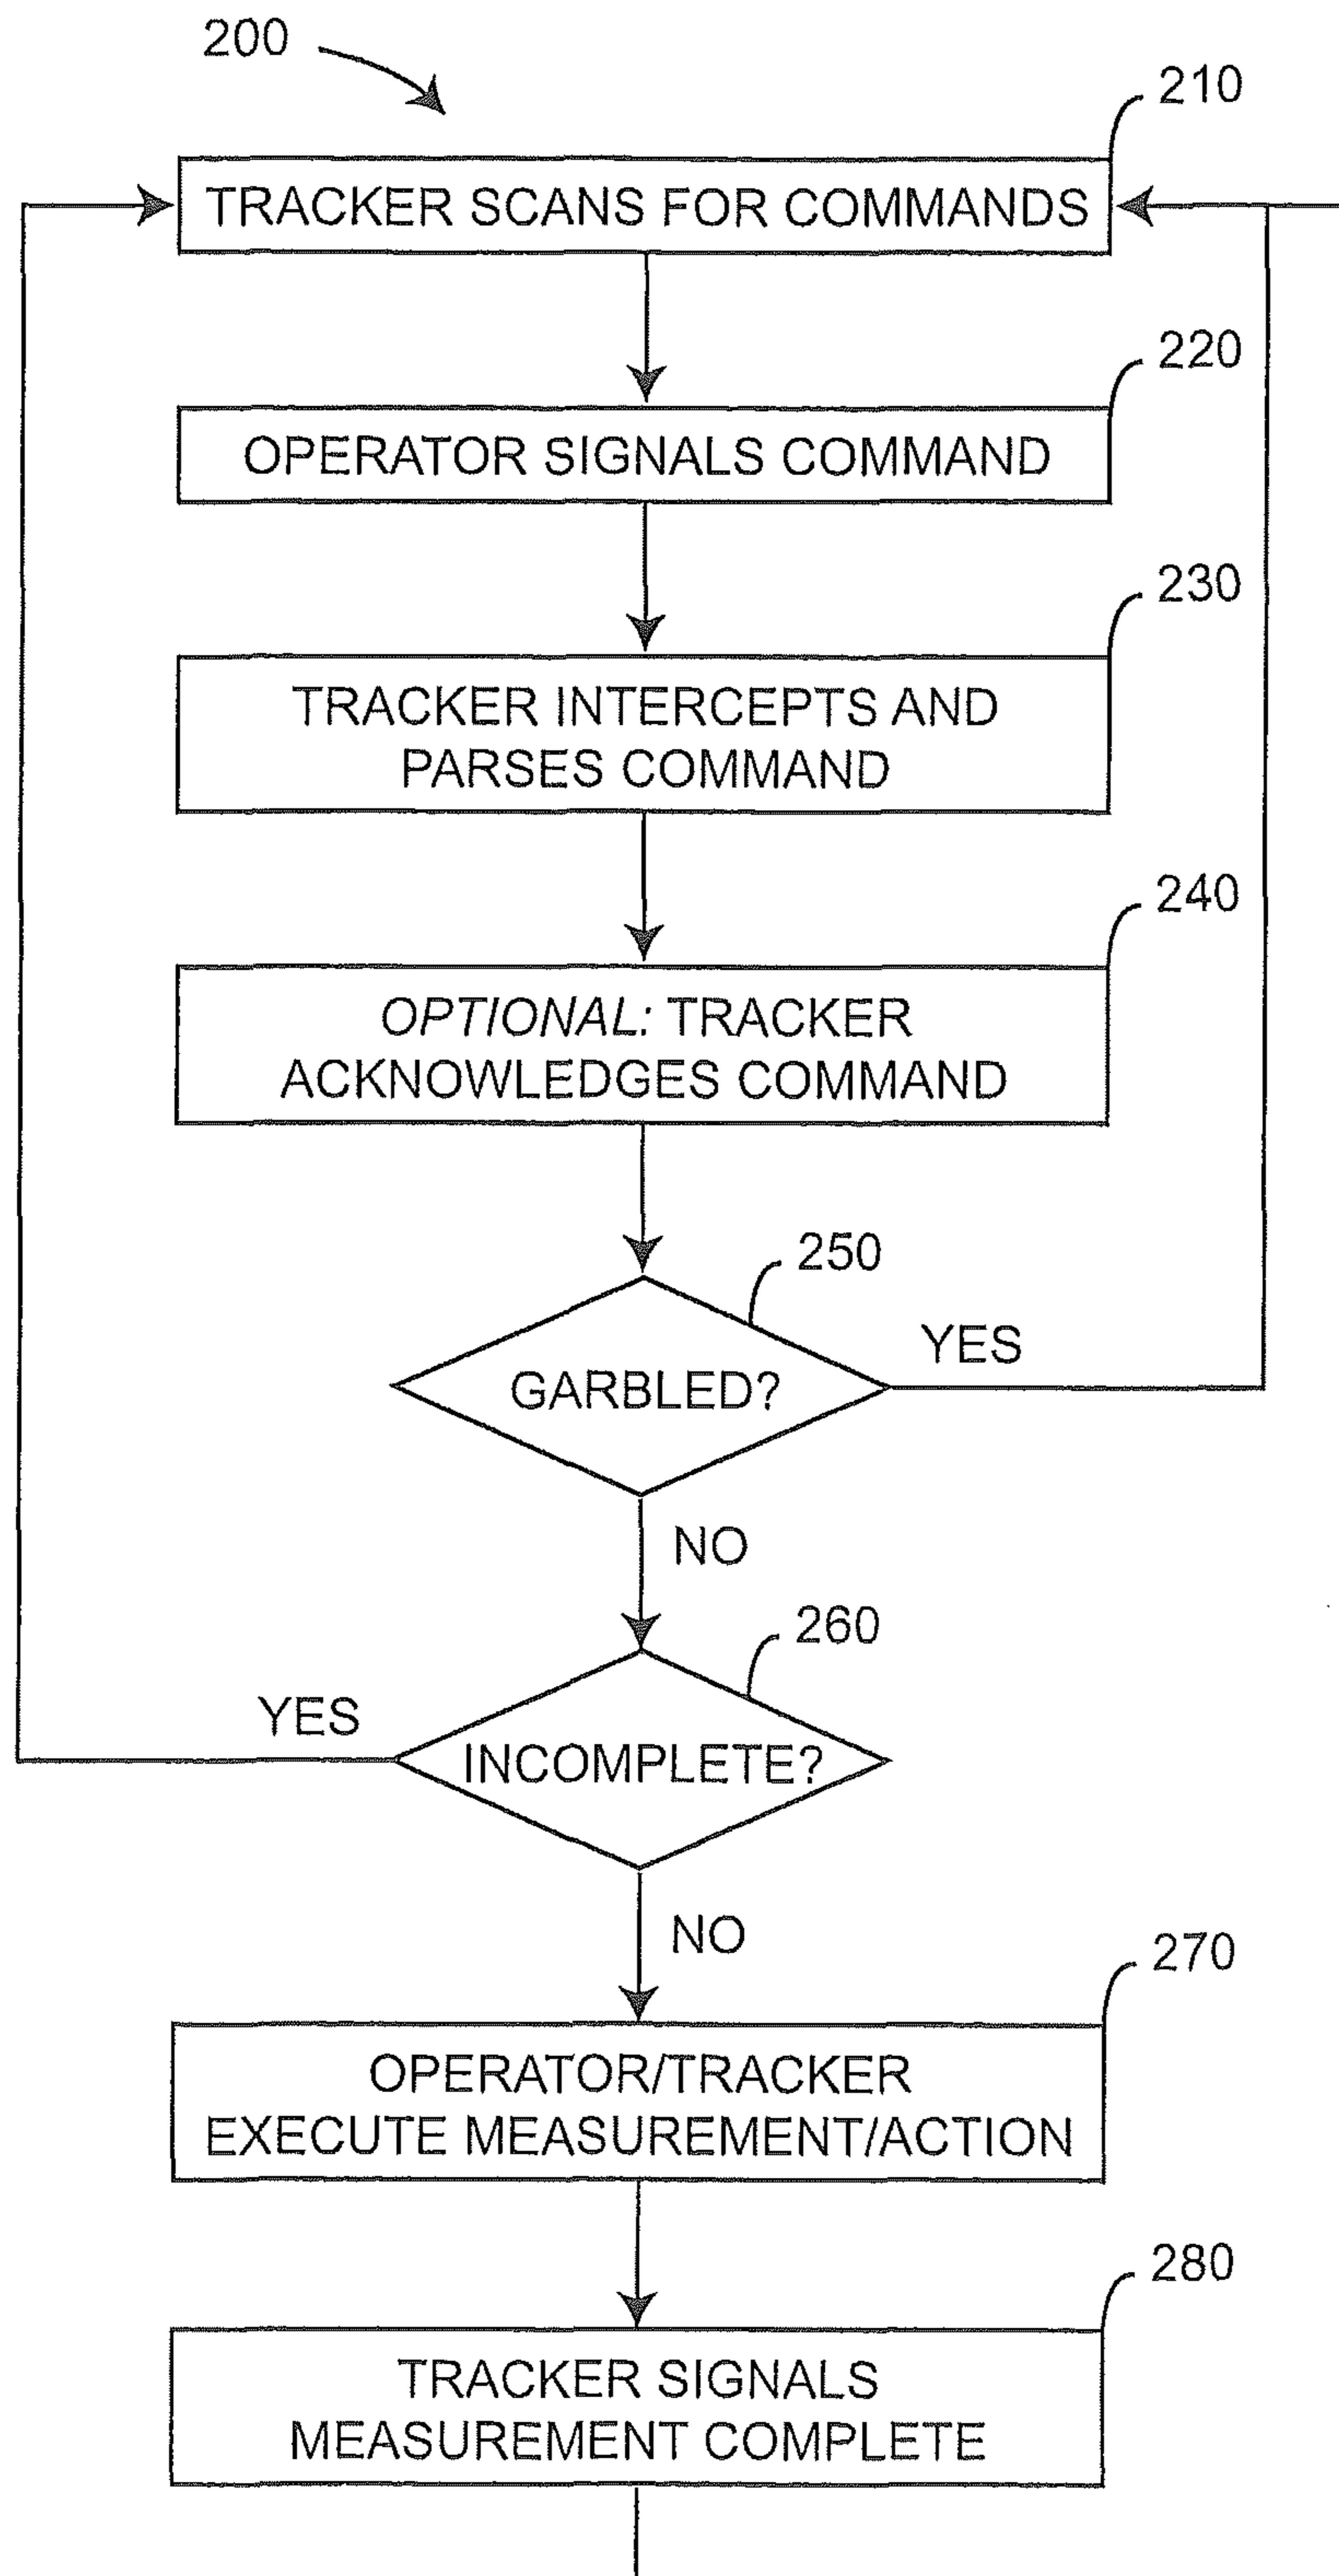 200
210
TRACKER SCANS FOR COMMANDS
220
OPERATOR SIGNALS COMMAND
230
TRACKER INTERCEPTS AND
PARSES COMMAND
240
OPTIONAL: TRACKER
ACKNOWLEDGES COMMAND
250
GARBLED?
YES
NO
260
INCOMPLETE?
YES
NO
270
OPERATOR/TRACKER
EXECUTE MEASUREMENT/ACTION
280
TRACKER SIGNALS
MEASUREMENT COMPLETE